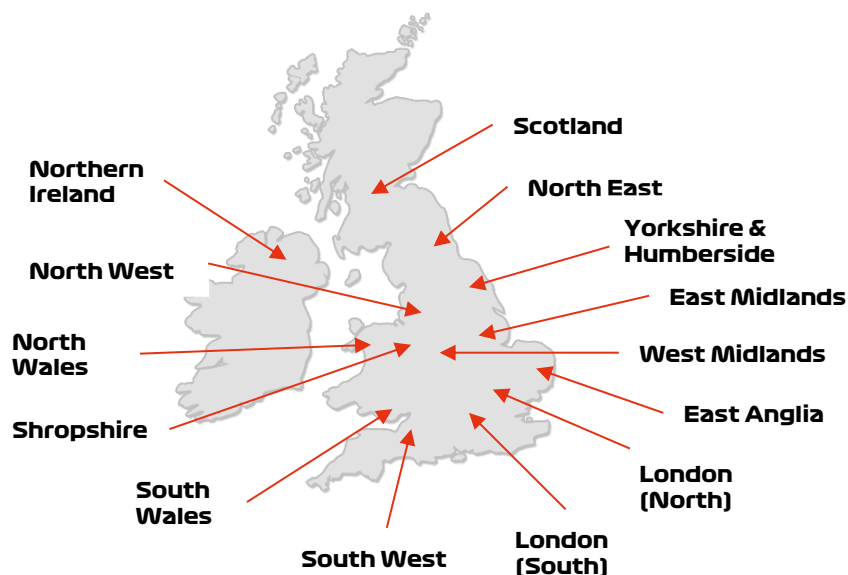 Scotland
Northern
Ireland
North East
Yorkshire &
Humberside
North West
East Midlands
North
Wales
West Midlands
East Anglia
Shropshire
London
(North)
South
Wales
South West
London
(South)